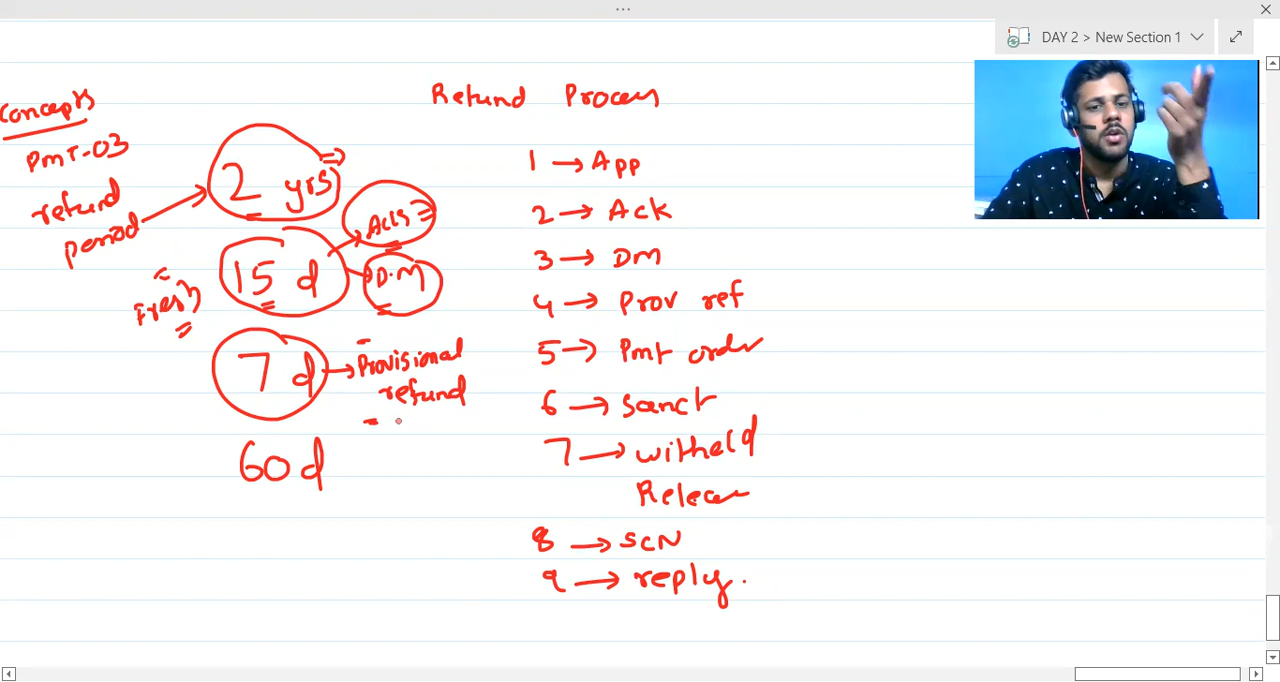 DAY 2 > New Section 1
Concepts
PMT-03
refund
period
2 yrs
15 d
Ack
D.M
Fresh
7 d
Provisional
refund
60 d
Refund Process
1 → App
2 → Ack
3 → DM
4 → Prov ref
5 → Pmt order
6 → Sanct
7 → witheld
Release
8 → SCN
9 → reply.